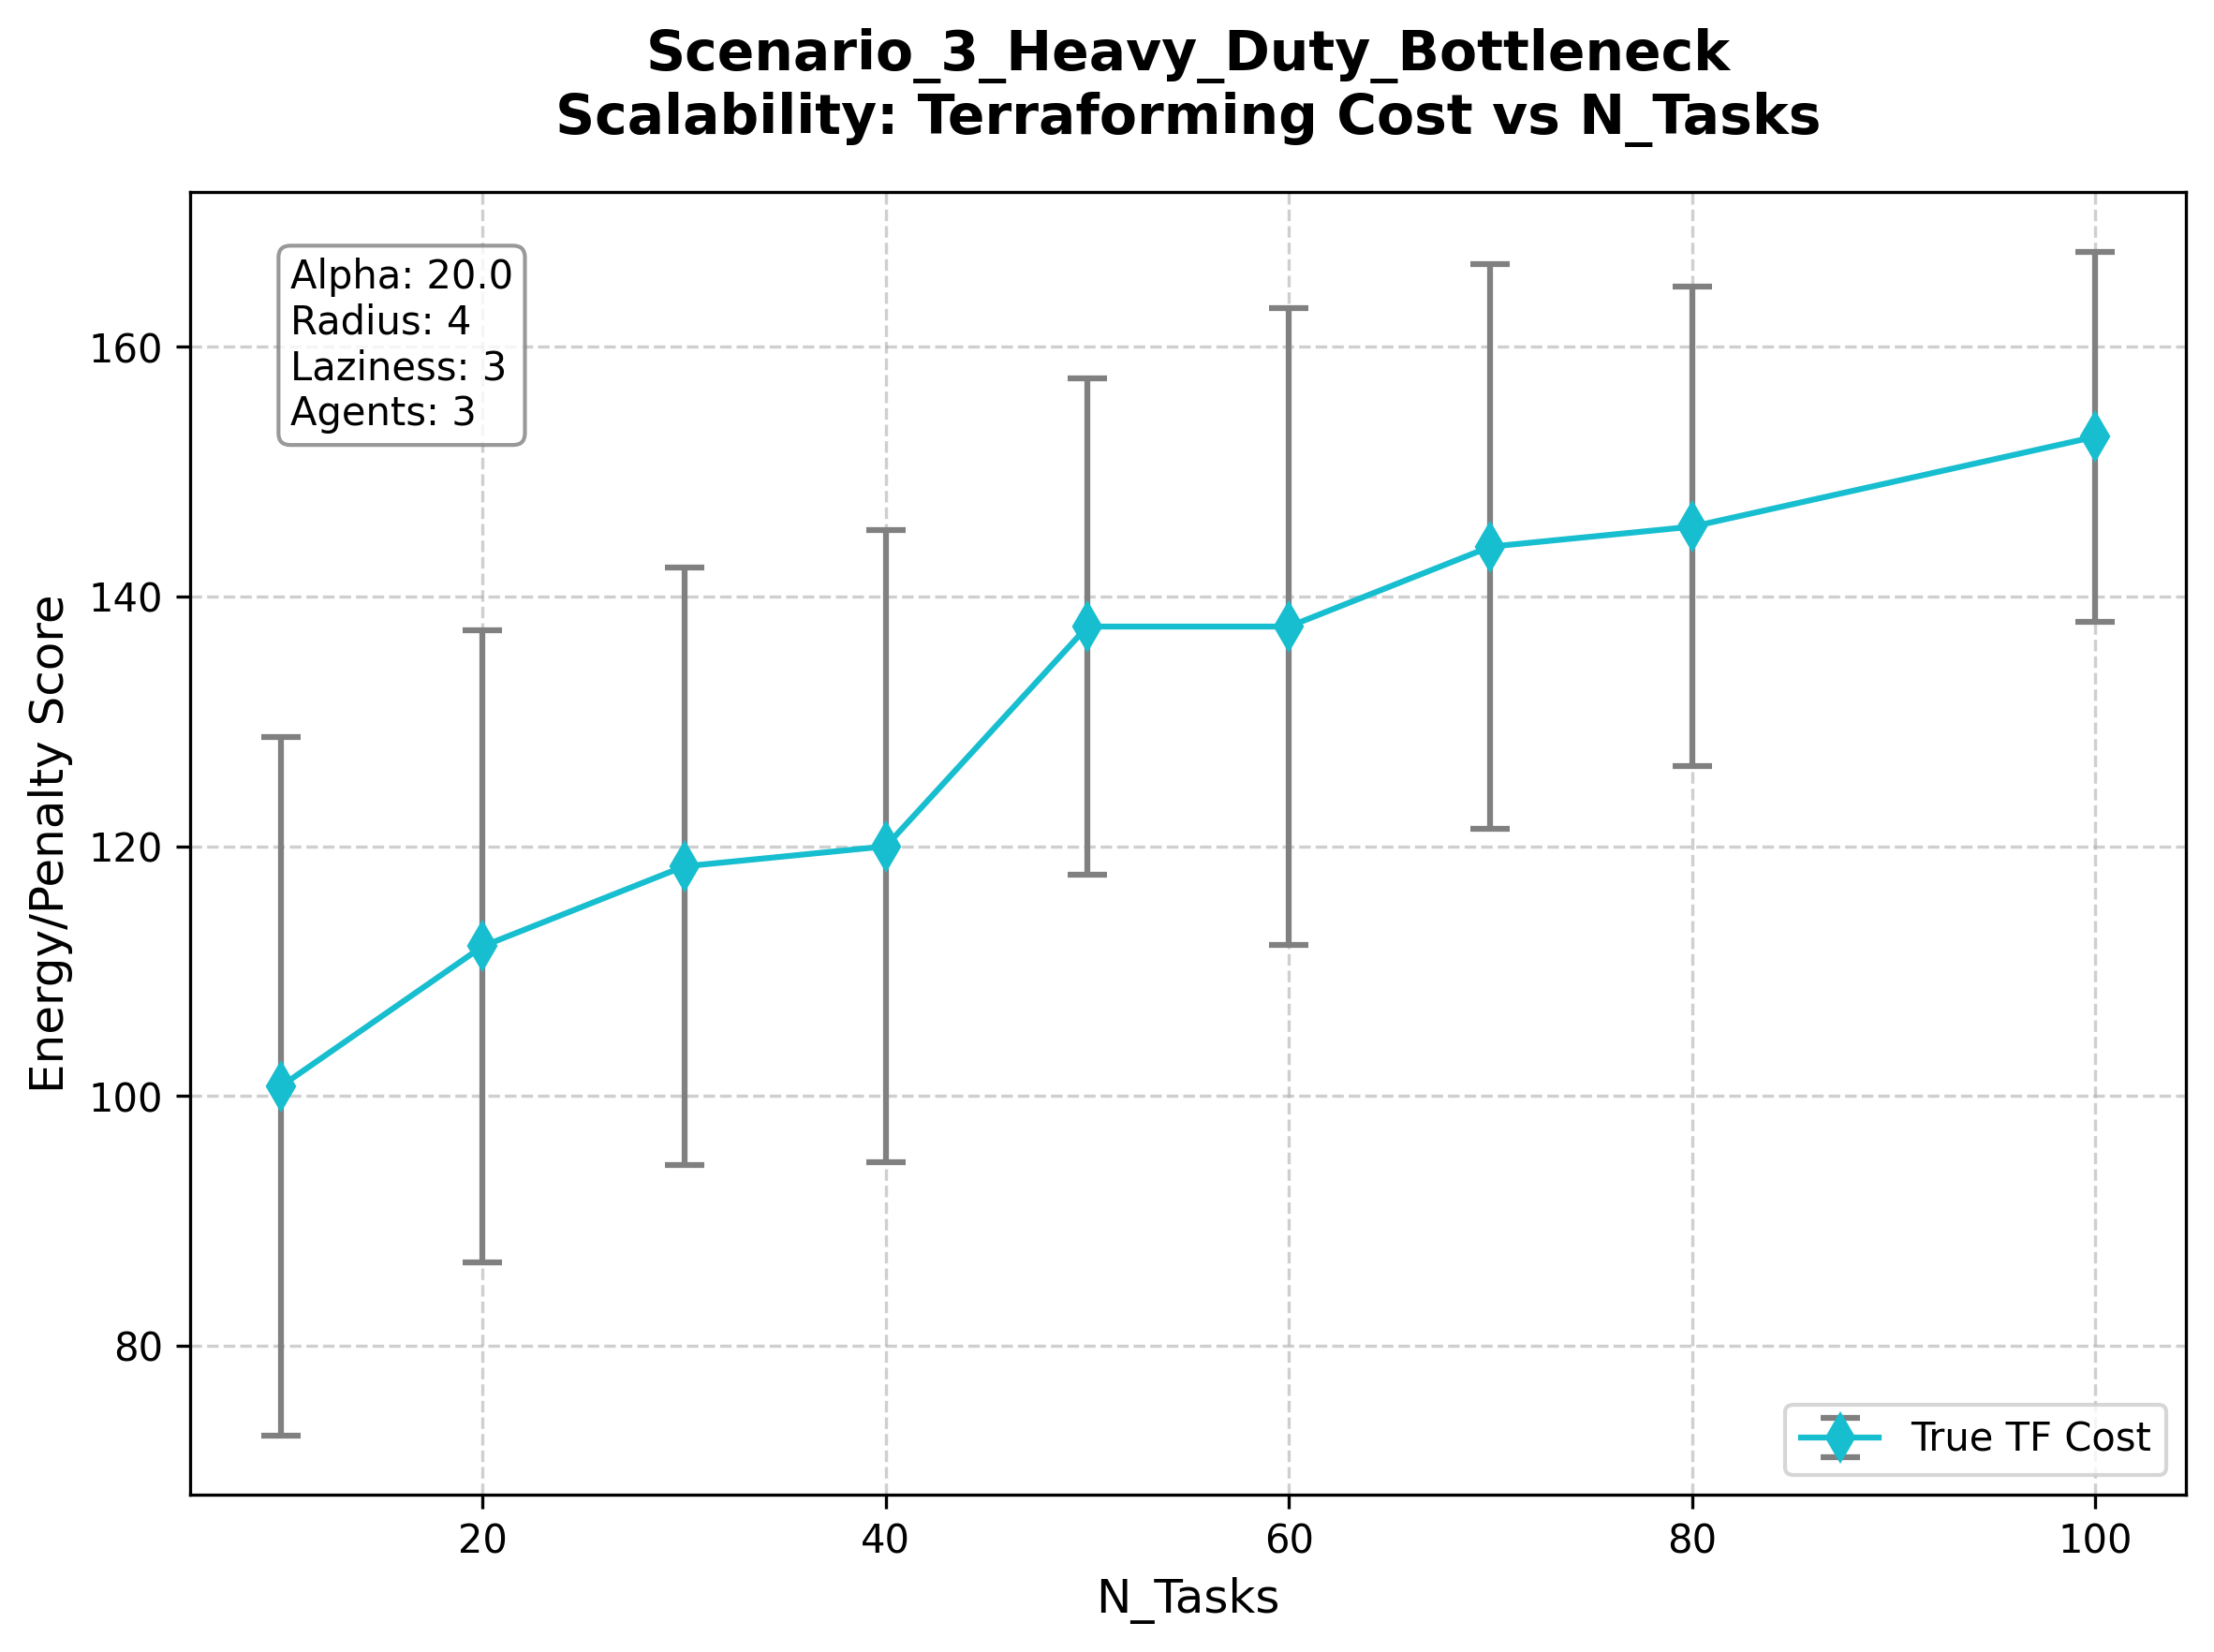 Scenario_3_Heavy_Duty_Bottleneck
Scalability: Terraforming Cost vs N_Tasks
Alpha: 20.0
Radius: 4
Laziness: 3
Agents: 3
Energy/Penalty Score
160
140
120
100
80
20
40
60
80
100
N_Tasks
True TF Cost